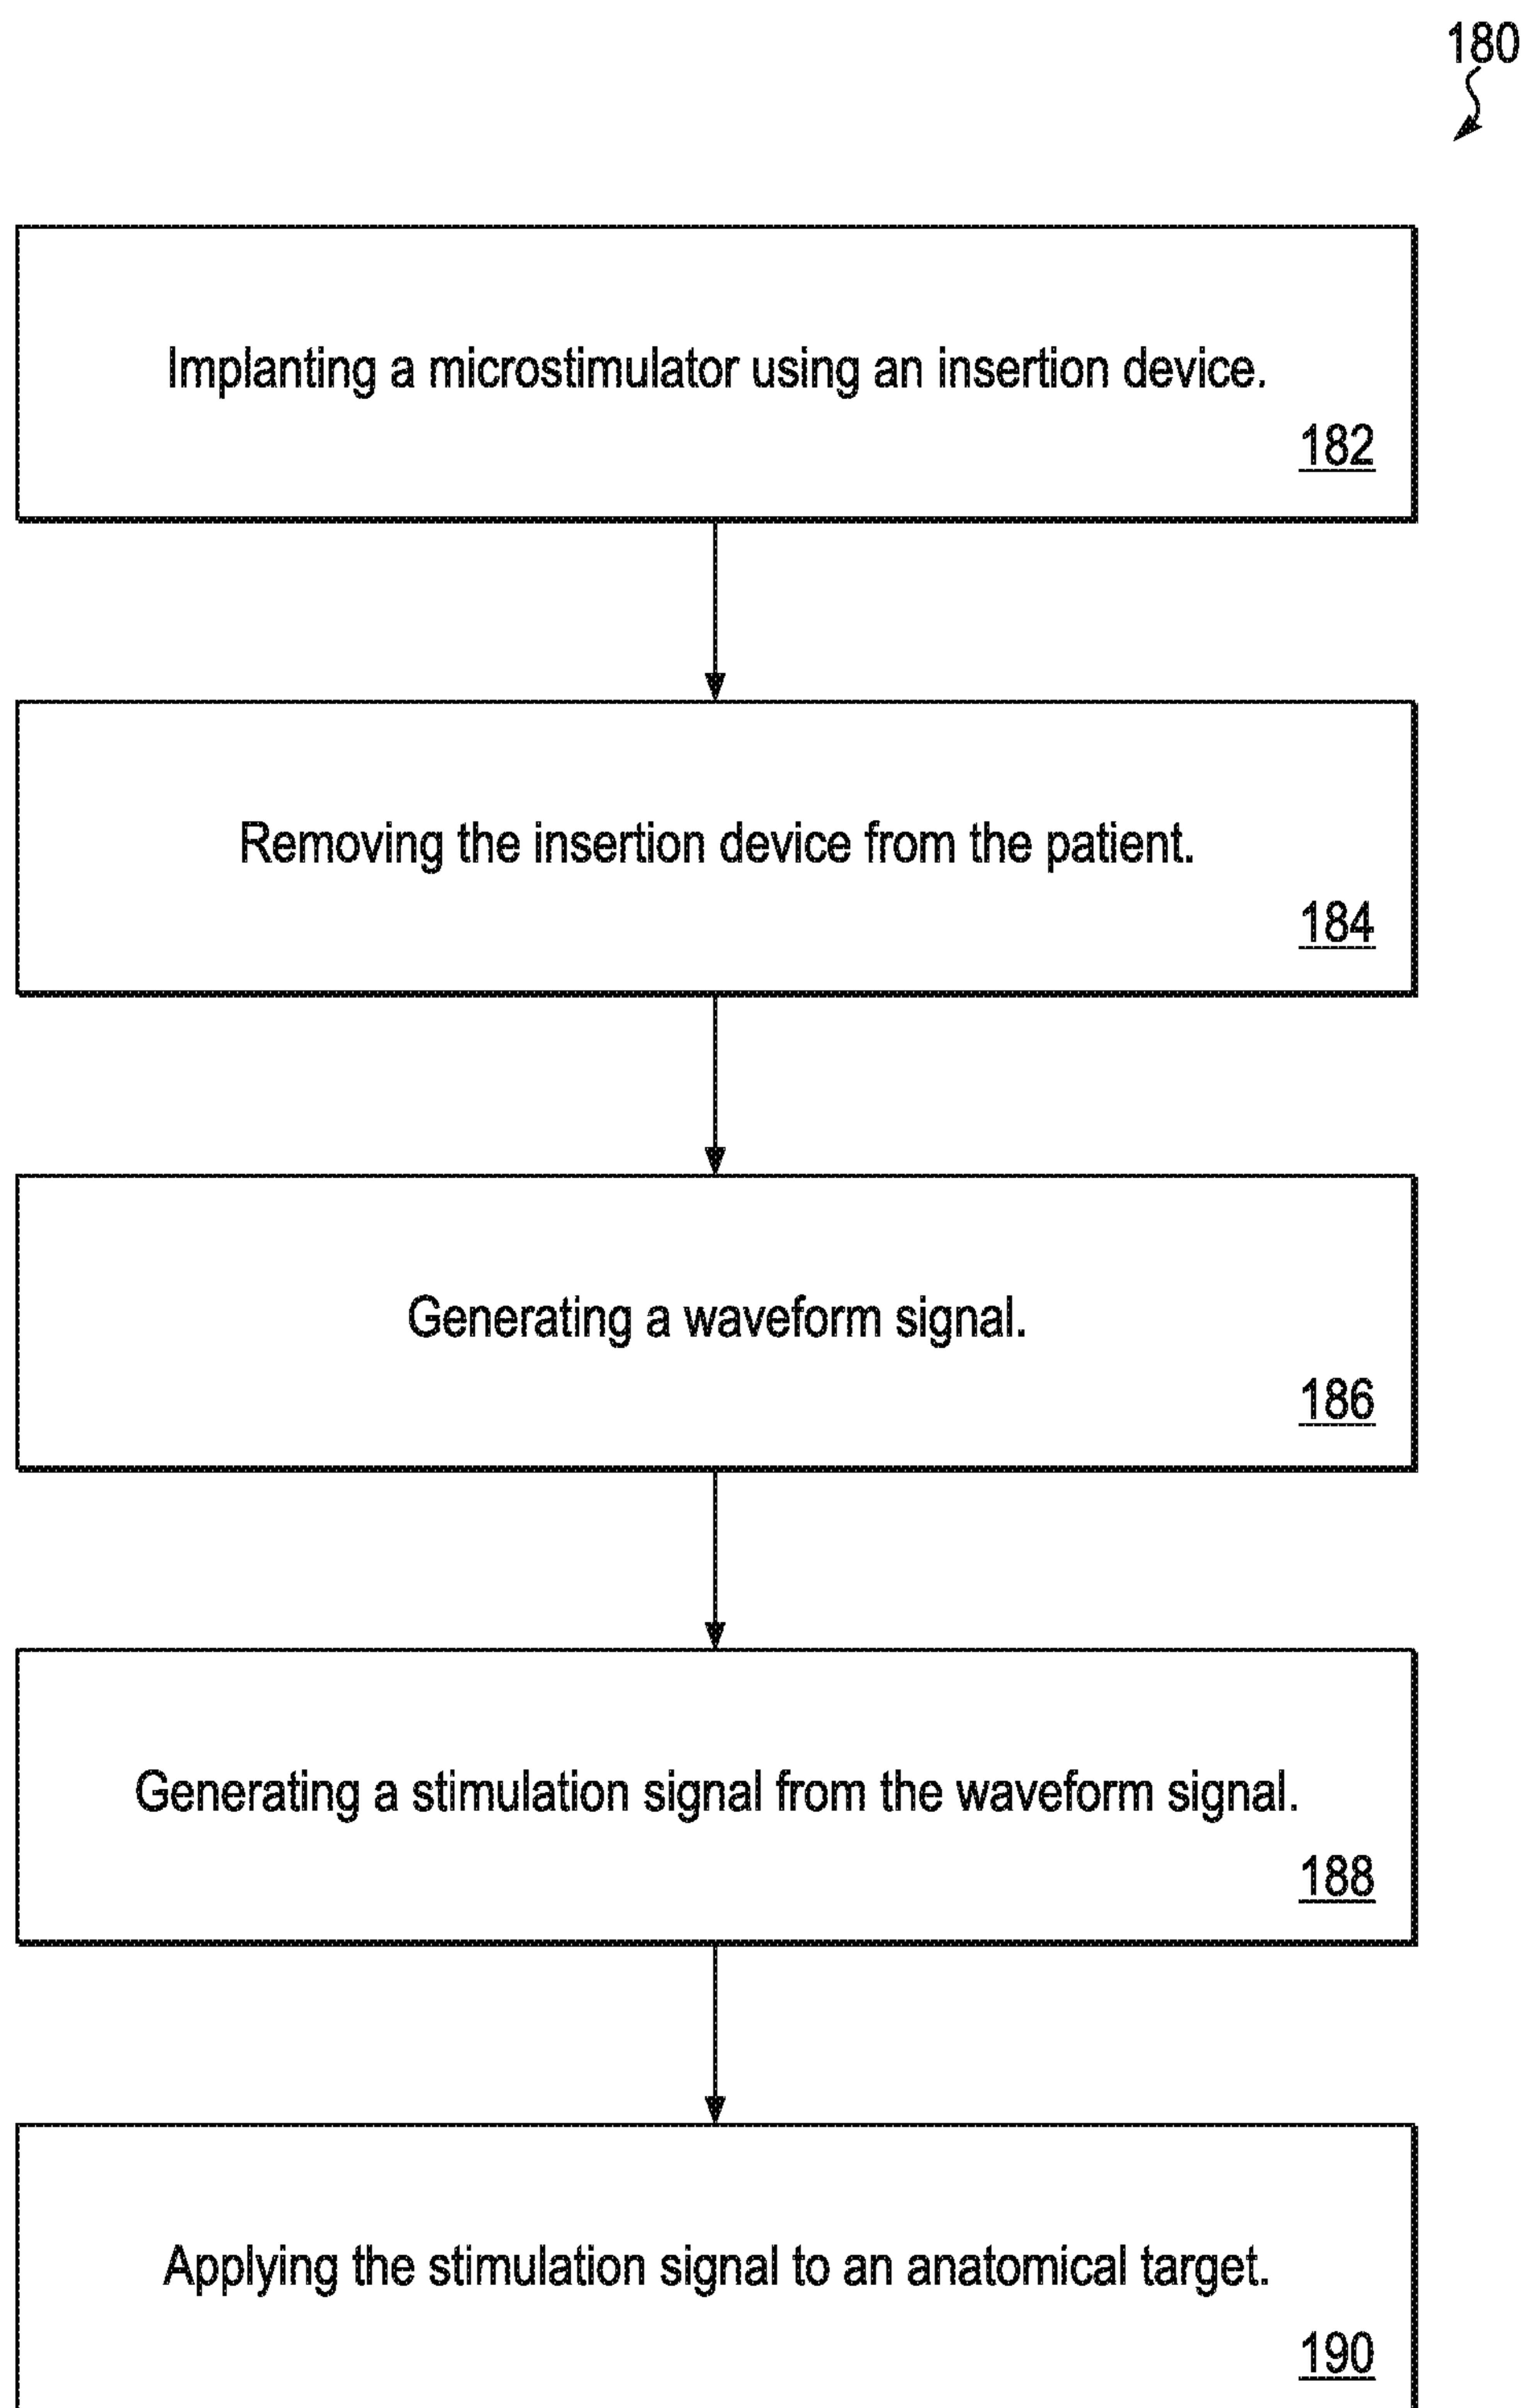 180
Implanting a microstimulator using an insertion device.
182
Removing the insertion device from the patient.
184
Generating a waveform signal.
186
Generating a stimulation signal from the waveform signal.
188
Applying the stimulation signal to an anatomical target.
190